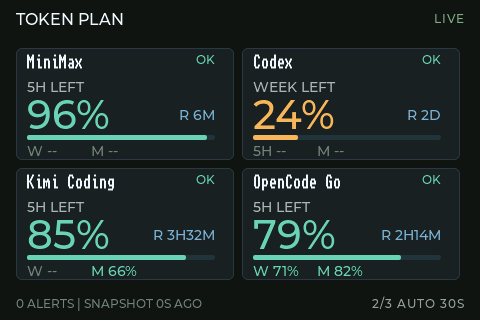 TOKEN PLAN LIVE
MiniMax OK
5H LEFT
96% R 6M
W -- M --
Codex OK
WEEK LEFT
24% R 2D
5H -- M --
Kimi Coding OK
5H LEFT
85% R 3H32M
W -- M 66%
OpenCode Go OK
5H LEFT
79% R 2H14M
W 71% M 82%
0 ALERTS | SNAPSHOT 0S AGO 2/3 AUTO 30S